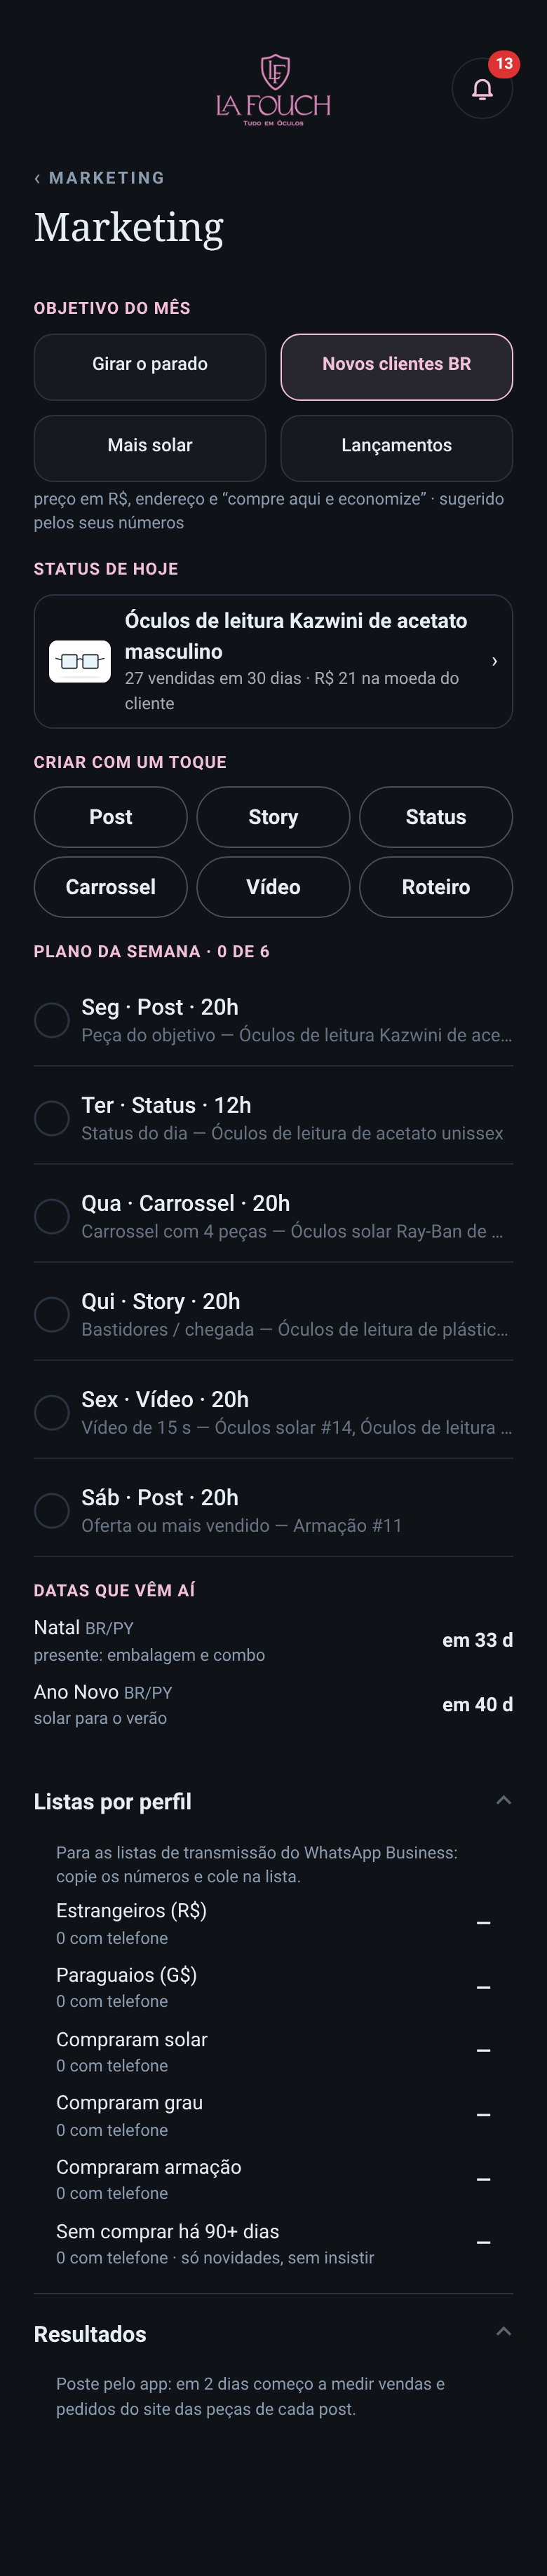 LF
LA FOUCH
TUDO EM ÓCULOS
13
‹ MARKETING
Marketing
OBJETIVO DO MÊS
Girar o parado
Novos clientes BR
Mais solar
Lançamentos
preço em R$, endereço e “compre aqui e economize” · sugerido
pelos seus números
STATUS DE HOJE
Óculos de leitura Kazwini de acetato
masculino
27 vendidas em 30 dias · R$ 21 na moeda do
cliente
›
CRIAR COM UM TOQUE
Post
Story
Status
Carrossel
Vídeo
Roteiro
PLANO DA SEMANA · 0 DE 6
Seg · Post · 20h
Peça do objetivo — Óculos de leitura Kazwini de ace...
Ter · Status · 12h
Status do dia — Óculos de leitura de acetato unissex
Qua · Carrossel · 20h
Carrossel com 4 peças — Óculos solar Ray-Ban de ...
Qui · Story · 20h
Bastidores / chegada — Óculos de leitura de plástic...
Sex · Vídeo · 20h
Vídeo de 15 s — Óculos solar #14, Óculos de leitura ...
Sáb · Post · 20h
Oferta ou mais vendido — Armação #11
DATAS QUE VÊM AÍ
Natal BR/PY
presente: embalagem e combo
em 33 d
Ano Novo BR/PY
solar para o verão
em 40 d
Listas por perfil
Para as listas de transmissão do WhatsApp Business:
copie os números e cole na lista.
Estrangeiros (R$)
0 com telefone
—
Paraguaios (G$)
0 com telefone
—
Compraram solar
0 com telefone
—
Compraram grau
0 com telefone
—
Compraram armação
0 com telefone
—
Sem comprar há 90+ dias
0 com telefone · só novidades, sem insistir
—
Resultados
Poste pelo app: em 2 dias começo a medir vendas e
pedidos do site das peças de cada post.